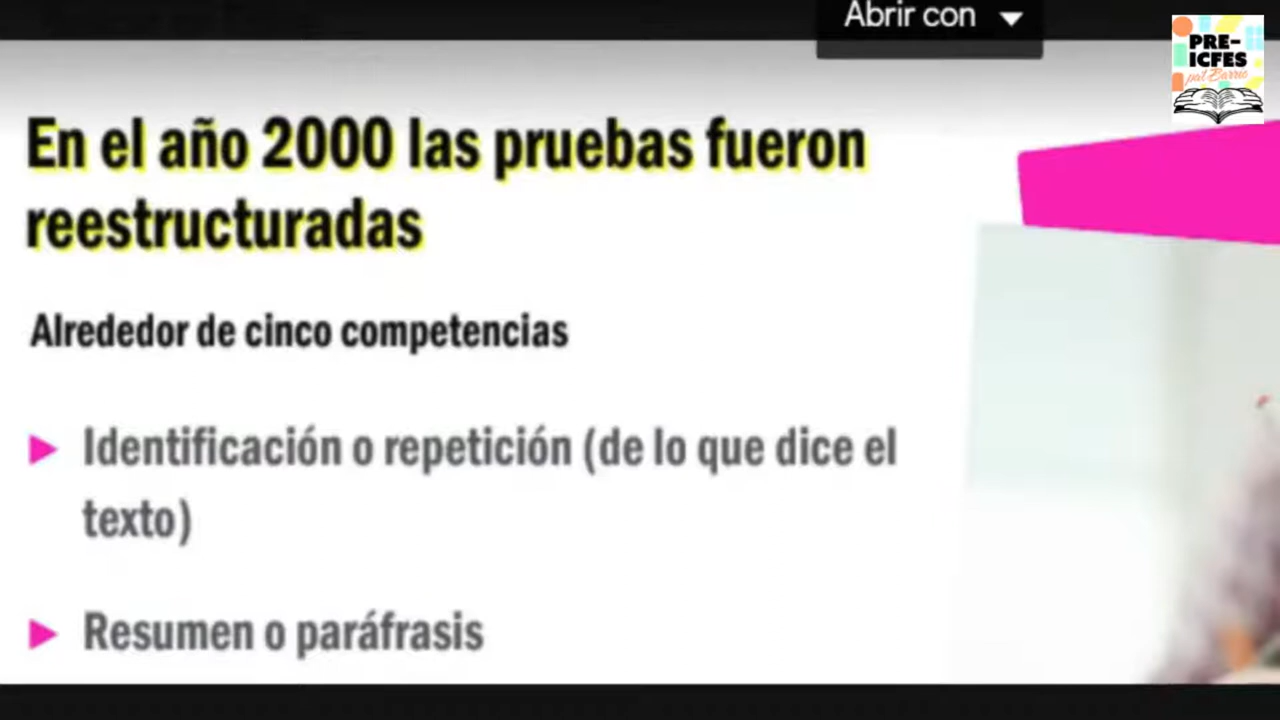 Abrir con
PRE-
ICFES
pal Barrio
En el año 2000 las pruebas fueron
reestructuradas
Alrededor de cinco competencias
Identificación o repetición (de lo que dice el
texto)
Resumen o paráfrasis